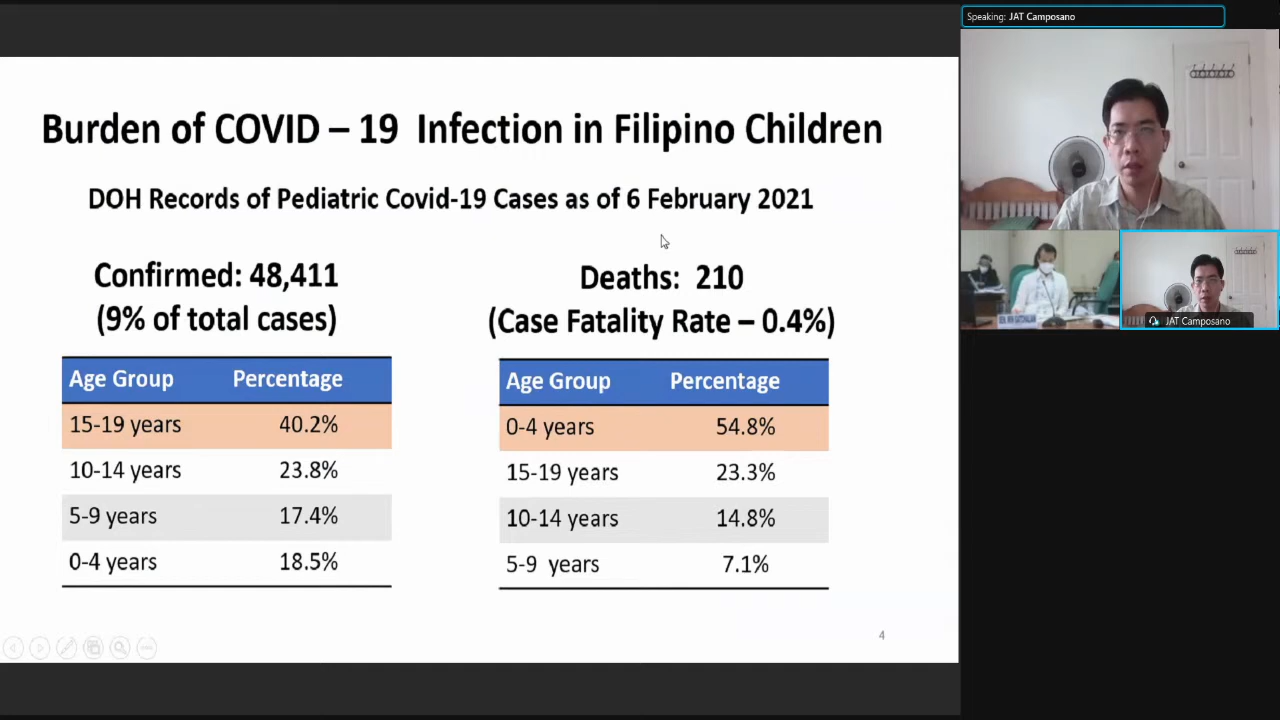 Burden of COVID – 19 Infection in Filipino Children
DOH Records of Pediatric Covid-19 Cases as of 6 February 2021
Confirmed: 48,411
(9% of total cases)
Age Group Percentage
15-19 years 40.2%
10-14 years 23.8%
5-9 years 17.4%
0-4 years 18.5%
Deaths: 210
(Case Fatality Rate – 0.4%)
Age Group Percentage
0-4 years 54.8%
15-19 years 23.3%
10-14 years 14.8%
5-9 years 7.1%
4
Speaking: JAT Camposano
JAT Camposano